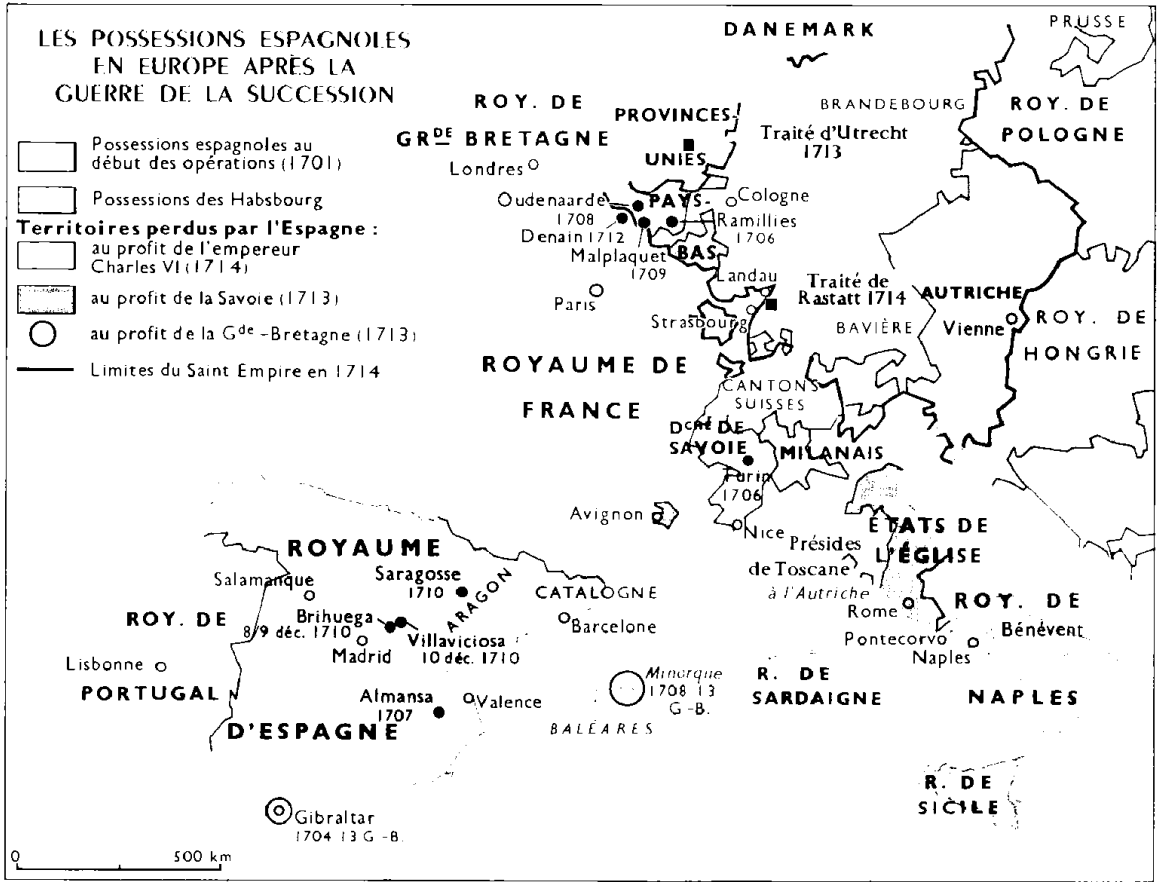 LES POSSESSIONS ESPAGNOLES
EN EUROPE APRÈS LA
GUERRE DE LA SUCCESSION
Possessions espagnoles au
début des opérations (1701)
Possessions des Habsbourg
Territoires perdus par l'Espagne :
au profit de l'empereur
Charles VI (1714)
au profit de la Savoie (1713)
au profit de la Gde-Bretagne (1713)
Limites du Saint Empire en 1714
DANEMARK
PRUSSE
ROY. DE
GRDE BRETAGNE
Londres
PROVINCES-
UNIES
BRANDEBOURG
Traité d'Utrecht
1713
ROY. DE
POLOGNE
Oudenaarde
1708
Denain 1712
Malplaquet
1709
PAYS-
BAS
Cologne
Ramillies
1706
Landau
Paris
Strasbourg
Traité de
Rastatt 1714
BAVIÈRE
AUTRICHE
Vienne
ROY. DE
HONGRIE
ROYAUME DE
FRANCE
CANTONS
SUISSES
Dché DE
SAVOIE
MILANAIS
Turin
1706
Avignon
Nice
Présides
de Toscane
à l'Autriche
ÉTATS DE
L'ÉGLISE
Rome
ROY. DE
Pontecorvo
Bénévent
Naples
NAPLES
ROYAUME
Salamanque
Saragosse
1710
ARAGON
CATALOGNE
Barcelone
ROY. DE
Brihuega
8/9 déc. 1710
Madrid
Villaviciosa
10 déc. 1710
Lisbonne
PORTUGAL
Almansa
1707
Valence
D'ESPAGNE
Minorque
1708 13
G-B.
BALÉARES
R. DE
SARDAIGNE
R. DE
SICILE
Gibraltar
1704 13 G-B.
0 500 km